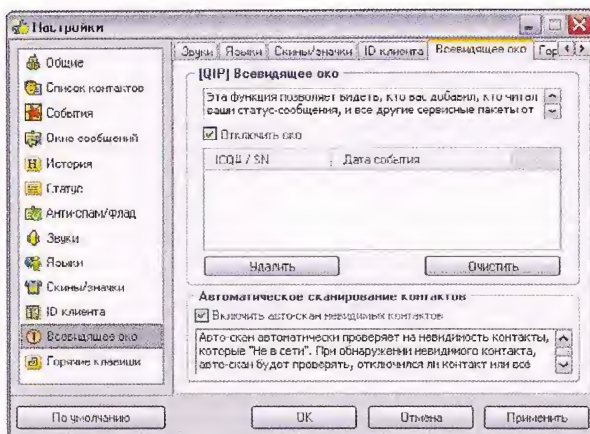 Настройки
Общие
Список контактов
События
Окно сообщений
История
Статус
Анти-спам/флад
Звуки
Языки
Скины/значки
ID клиента
Всевидящее око
Горячие клавиши
Звуки Языки Скины/значки ID клиента Всевидящее око Гор
[QIP] Всевидящее око
Эта функция позволяет видеть, кто вас добавил, кто читал
ваши статус-сообщения, и все другие сервисные пакеты от
Отключить око
ICQ# / SN Дата события
Удалить Очистить
Автоматическое сканирование контактов
Включить авто-скан невидимых контактов
Авто-скан автоматически проверяет на невидимость контакты,
которые "Не в сети". При обнаружении невидимого контакта,
авто-скан будет проверять, отключился ли контакт или всё
По умолчанию OK Отмена Применить